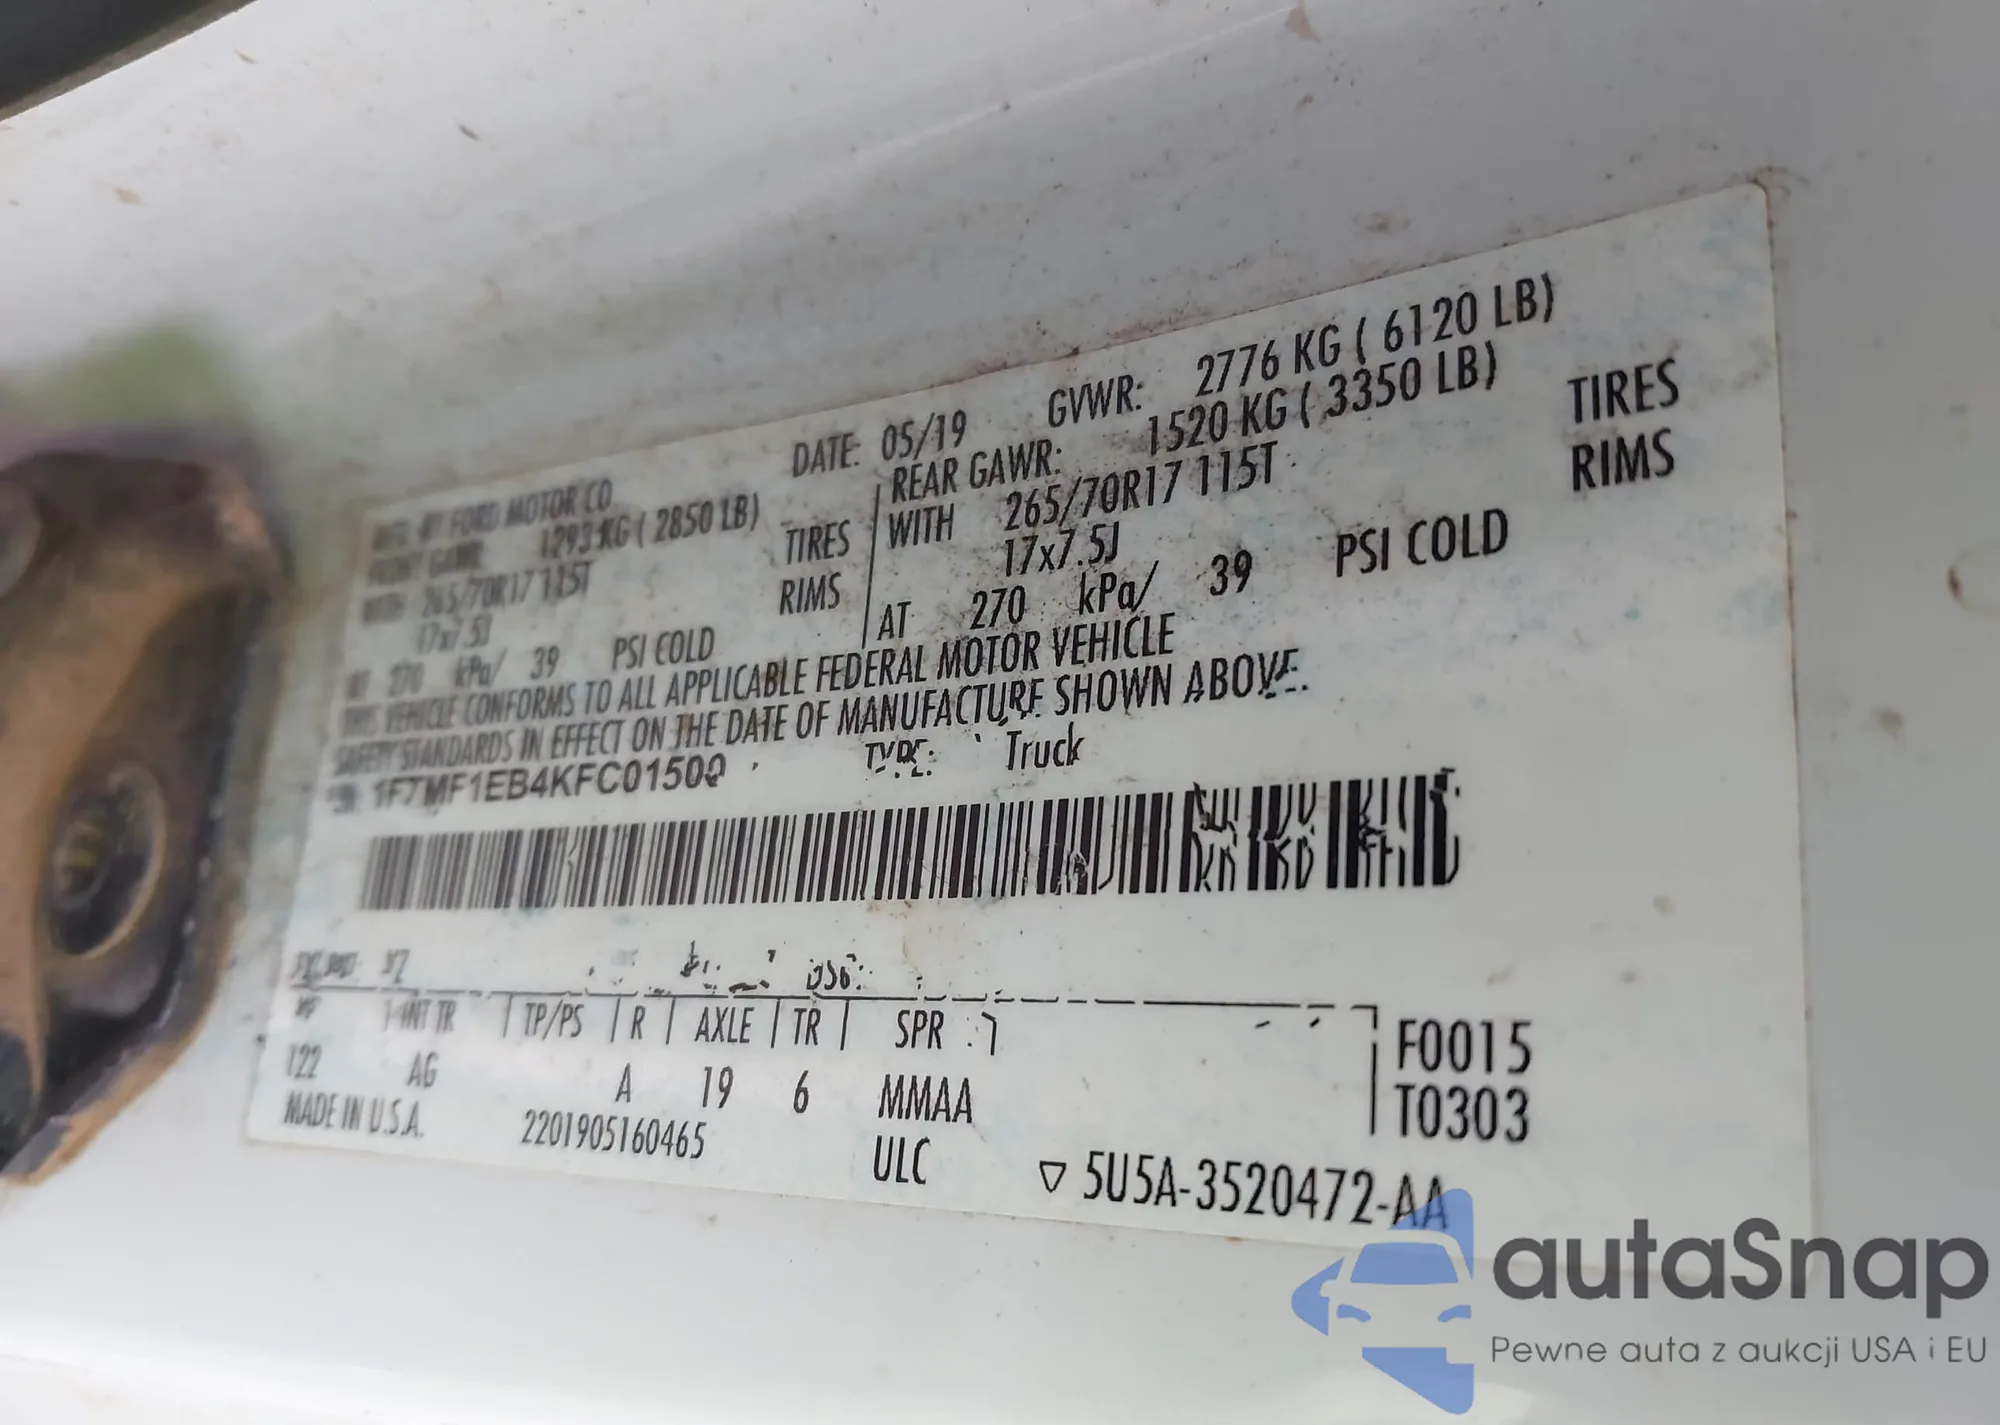 MFD. BY FORD MOTOR CO
DATE: 05/19 GVWR: 2776 KG ( 6120 LB)
FRONT GAWR: 1293 KG ( 2850 LB) REAR GAWR: 1520 KG ( 3350 LB)
WITH 265/70R17 115T TIRES WITH 265/70R17 115T TIRES
17x7.5J RIMS 17x7.5J RIMS
AT 270 kPa/ 39 PSI COLD AT 270 kPa/ 39 PSI COLD
THIS VEHICLE CONFORMS TO ALL APPLICABLE FEDERAL MOTOR VEHICLE
SAFETY STANDARDS IN EFFECT ON THE DATE OF MANUFACTURE SHOWN ABOVE.
TYPE: Truck
INT TR TP/PS R AXLE TR SPR
F0015
122 AG A 19 6 MMAA T0303
MADE IN U.S.A. 2201905160465 ULC ▽ 5U5A-3520472-AA
autaSnap
Pewne auta z aukcji USA i EU